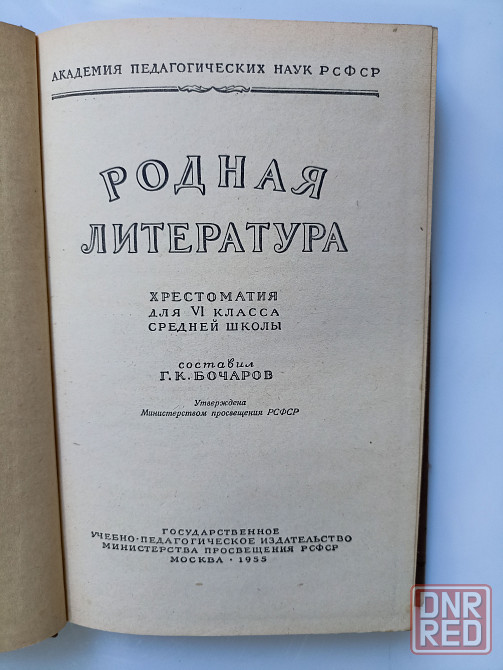 АКАДЕМИЯ ПЕДАГОГИЧЕСКИХ НАУК РСФСР
РОДНАЯ
ЛИТЕРАТУРА
ХРЕСТОМАТИЯ
ДЛЯ VI КЛАССА
СРЕДНЕЙ ШКОЛЫ
составил
Г.К.БОЧАРОВ
Утверждена
Министерством просвещения РСФСР
ГОСУДАРСТВЕННОЕ
УЧЕБНО-ПЕДАГОГИЧЕСКОЕ ИЗДАТЕЛЬСТВО
МИНИСТЕРСТВА ПРОСВЕЩЕНИЯ РСФСР
МОСКВА · 1955
DNR
RED